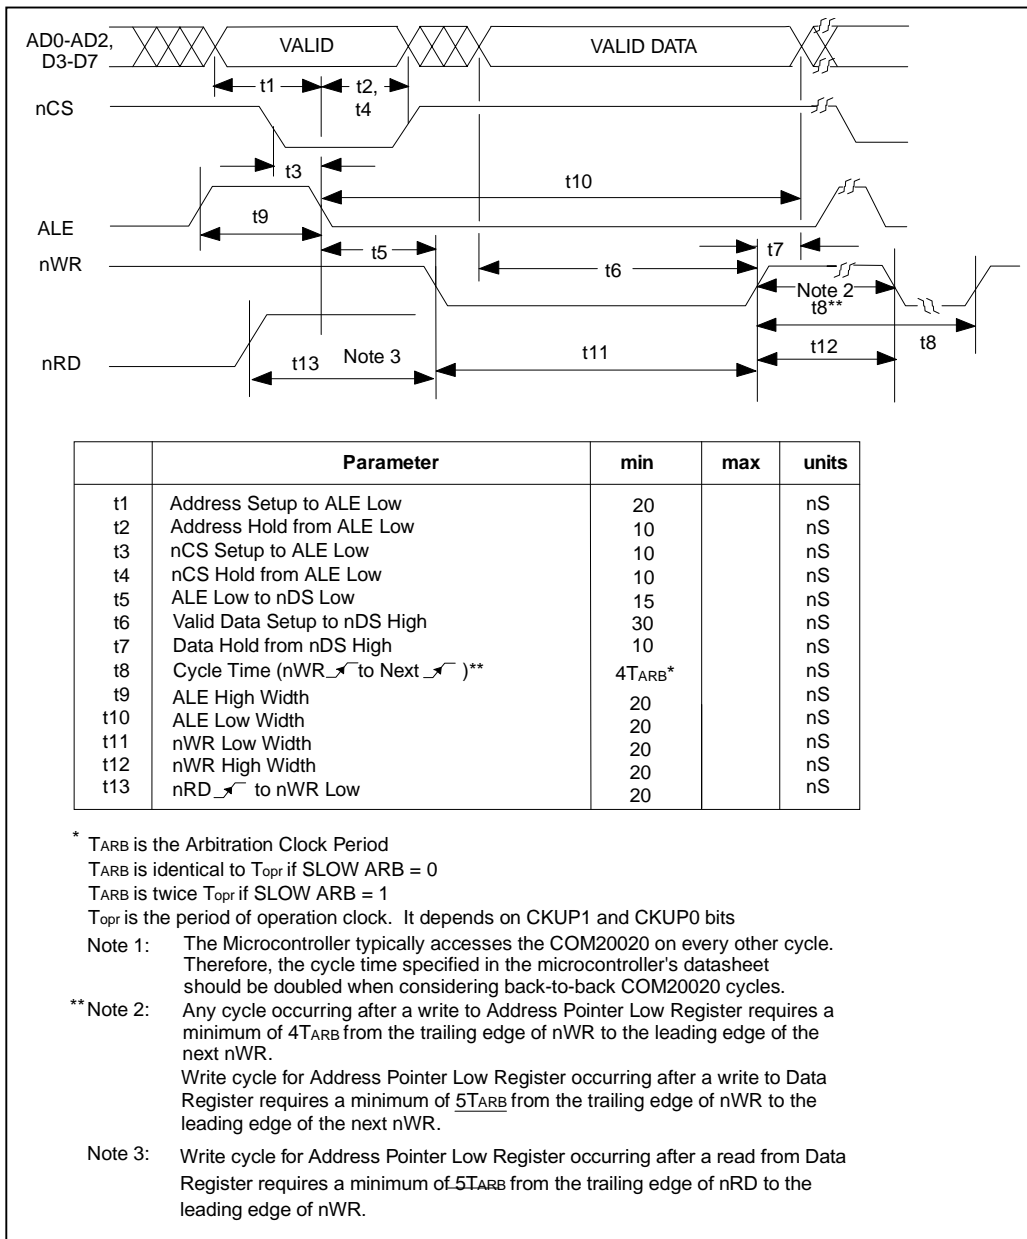 AD0-AD2,
D3-D7
VALID
VALID DATA
t1
t2,
t4
nCS
t3
t10
ALE
t9
t5
t7
nWR
t6
Note 2
t8**
t8
nRD
t13
Note 3
t11
t12
Parameter min max units
t1 Address Setup to ALE Low 20 nS
t2 Address Hold from ALE Low 10 nS
t3 nCS Setup to ALE Low 10 nS
t4 nCS Hold from ALE Low 10 nS
t5 ALE Low to nDS Low 15 nS
t6 Valid Data Setup to nDS High 30 nS
t7 Data Hold from nDS High 10 nS
t8 Cycle Time (nWR to Next )** 4TARB* nS
t9 ALE High Width 20 nS
t10 ALE Low Width 20 nS
t11 nWR Low Width 20 nS
t12 nWR High Width 20 nS
t13 nRD to nWR Low 20 nS
* TARB is the Arbitration Clock Period
TARB is identical to Topr if SLOW ARB = 0
TARB is twice Topr if SLOW ARB = 1
Topr is the period of operation clock. It depends on CKUP1 and CKUP0 bits
Note 1: The Microcontroller typically accesses the COM20020 on every other cycle.
Therefore, the cycle time specified in the microcontroller's datasheet
should be doubled when considering back-to-back COM20020 cycles.
**Note 2: Any cycle occurring after a write to Address Pointer Low Register requires a
minimum of 4TARB from the trailing edge of nWR to the leading edge of the
next nWR.
Write cycle for Address Pointer Low Register occurring after a write to Data
Register requires a minimum of 5TARB from the trailing edge of nWR to the
leading edge of the next nWR.
Note 3: Write cycle for Address Pointer Low Register occurring after a read from Data
Register requires a minimum of 5TARB from the trailing edge of nRD to the
leading edge of nWR.